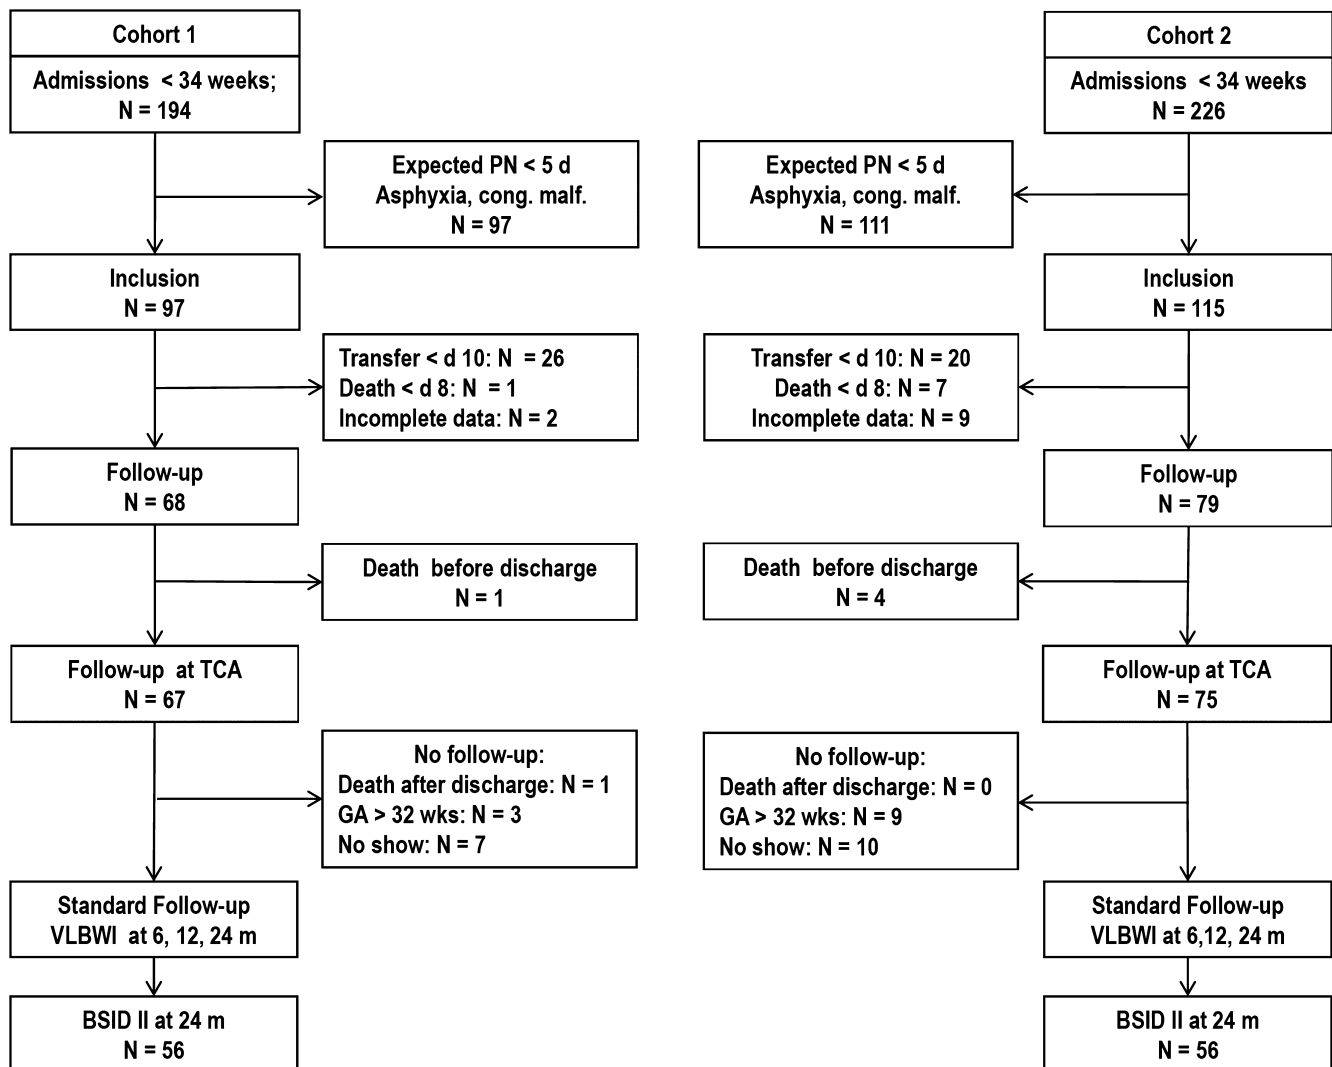 Cohort 1
Admissions < 34 weeks;
N = 194
Expected PN < 5 d
Asphyxia, cong. malf.
N = 97
Inclusion
N = 97
Transfer < d 10: N = 26
Death < d 8: N = 1
Incomplete data: N = 2
Follow-up
N = 68
Death before discharge
N = 1
Follow-up at TCA
N = 67
No follow-up:
Death after discharge: N = 1
GA > 32 wks: N = 3
No show: N = 7
Standard Follow-up
VLBWI at 6, 12, 24 m
BSID II at 24 m
N = 56
Cohort 2
Admissions < 34 weeks
N = 226
Expected PN < 5 d
Asphyxia, cong. malf.
N = 111
Inclusion
N = 115
Transfer < d 10: N = 20
Death < d 8: N = 7
Incomplete data: N = 9
Follow-up
N = 79
Death before discharge
N = 4
Follow-up at TCA
N = 75
No follow-up:
Death after discharge: N = 0
GA > 32 wks: N = 9
No show: N = 10
Standard Follow-up
VLBWI at 6,12, 24 m
BSID II at 24 m
N = 56